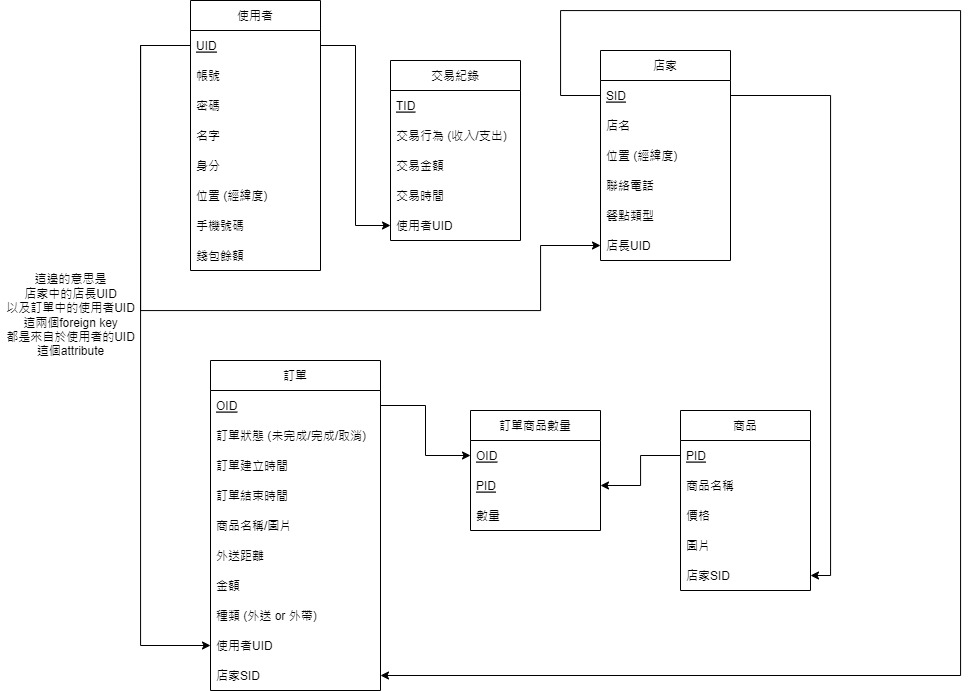 使用者
UID
帳號
密碼
名字
身分
位置 (經緯度)
手機號碼
錢包餘額
交易紀錄
TID
交易行為 (收入/支出)
交易金額
交易時間
使用者UID
店家
SID
店名
位置 (經緯度)
聯絡電話
餐點類型
店長UID
這邊的意思是
店家中的店長UID
以及訂單中的使用者UID
這兩個foreign key
都是來自於使用者的UID
這個attribute
訂單
OID
訂單狀態 (未完成/完成/取消)
訂單建立時間
訂單結束時間
商品名稱/圖片
外送距離
金額
種類 (外送 or 外帶)
使用者UID
店家SID
訂單商品數量
OID
PID
數量
商品
PID
商品名稱
價格
圖片
店家SID